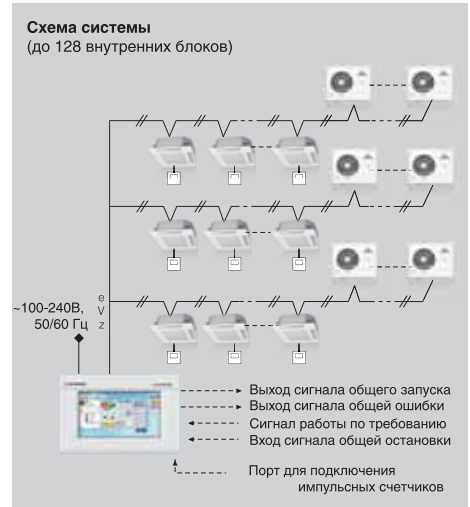 Схема системы
(до 128 внутренних блоков)
~100-240В,
50/60 Гц
e
V
z
Выход сигнала общего запуска
Выход сигнала общей ошибки
Сигнал работы по требованию
Вход сигнала общей остановки
Порт для подключения
импульсных счетчиков